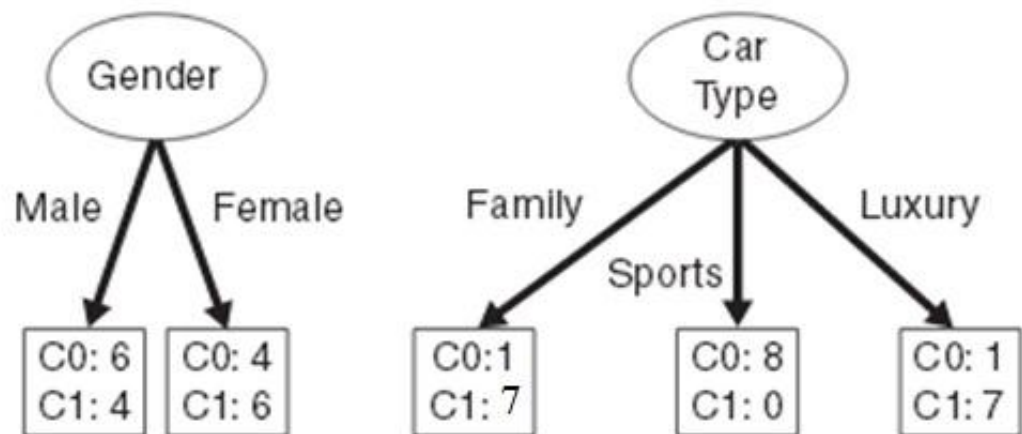 Gender
Male
Female
C0: 6
C1: 4
C0: 4
C1: 6
Car
Type
Family
Sports
Luxury
C0:1
C1: 7
C0: 8
C1: 0
C0: 1
C1: 7